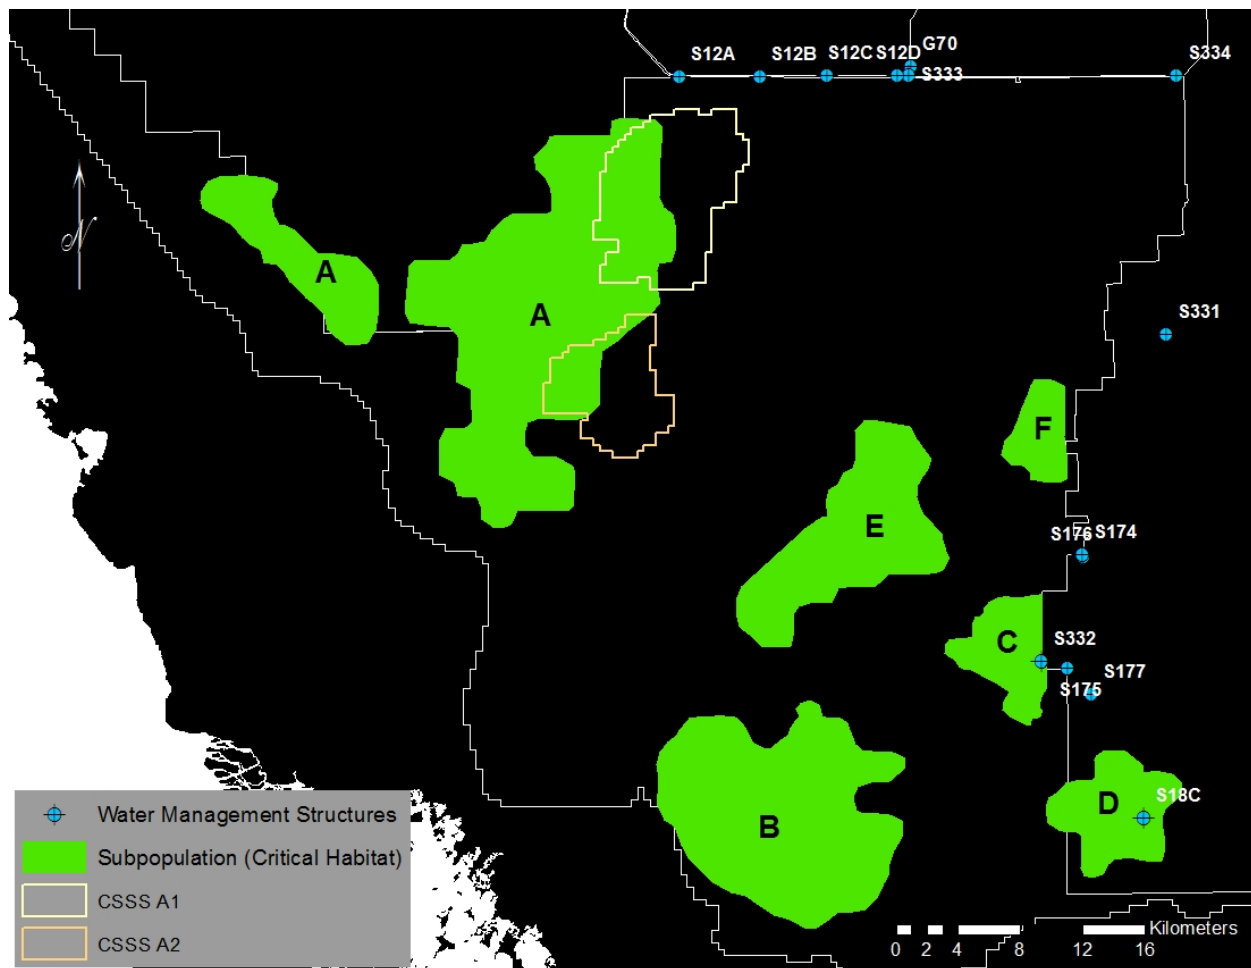 G70
S12A S12B S12C S12D S334
S333
N
A
S331
A
F
E
S176 S174
C S332
S177
S175
S18C
D
B
Water Management Structures
Subpopulation (Critical Habitat)
CSSS A1
CSSS A2
Kilometers
0 2 4 8 12 16